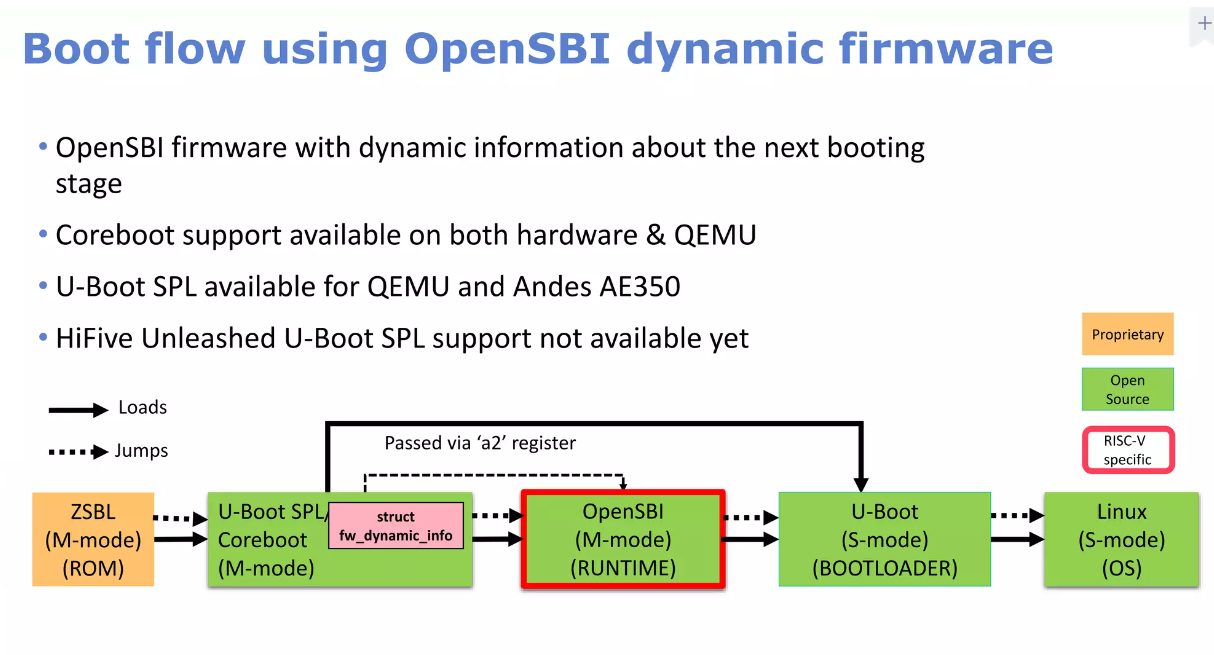 Boot flow using OpenSBI dynamic firmware
• OpenSBI firmware with dynamic information about the next booting
stage
• Coreboot support available on both hardware & QEMU
• U-Boot SPL available for QEMU and Andes AE350
• HiFive Unleashed U-Boot SPL support not available yet
Proprietary
Open
Source
RISC-V
specific
Loads
Jumps
Passed via ‘a2’ register
ZSBL
(M-mode)
(ROM)
U-Boot SPL/
Coreboot
(M-mode)
struct
fw_dynamic_info
OpenSBI
(M-mode)
(RUNTIME)
U-Boot
(S-mode)
(BOOTLOADER)
Linux
(S-mode)
(OS)